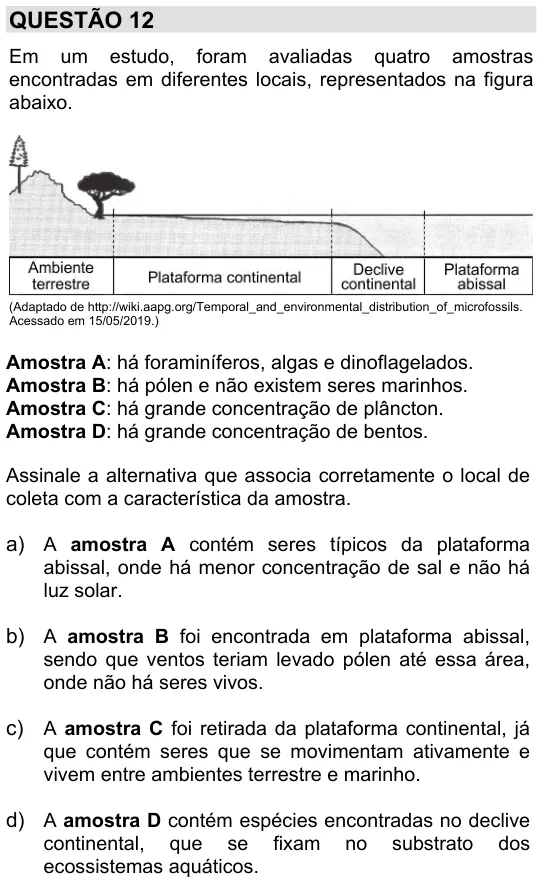 QUESTÃO 12
Em um estudo, foram avaliadas quatro amostras
encontradas em diferentes locais, representados na figura
abaixo.
Ambiente
terrestre
Plataforma continental
Declive
continental
Plataforma
abissal
(Adaptado de http://wiki.aapg.org/Temporal_and_environmental_distribution_of_microfossils.
Acessado em 15/05/2019.)
Amostra A: há foraminíferos, algas e dinoflagelados.
Amostra B: há pólen e não existem seres marinhos.
Amostra C: há grande concentração de plâncton.
Amostra D: há grande concentração de bentos.
Assinale a alternativa que associa corretamente o local de
coleta com a característica da amostra.
a) A amostra A contém seres típicos da plataforma
abissal, onde há menor concentração de sal e não há
luz solar.
b) A amostra B foi encontrada em plataforma abissal,
sendo que ventos teriam levado pólen até essa área,
onde não há seres vivos.
c) A amostra C foi retirada da plataforma continental, já
que contém seres que se movimentam ativamente e
vivem entre ambientes terrestre e marinho.
d) A amostra D contém espécies encontradas no declive
continental, que se fixam no substrato dos
ecossistemas aquáticos.